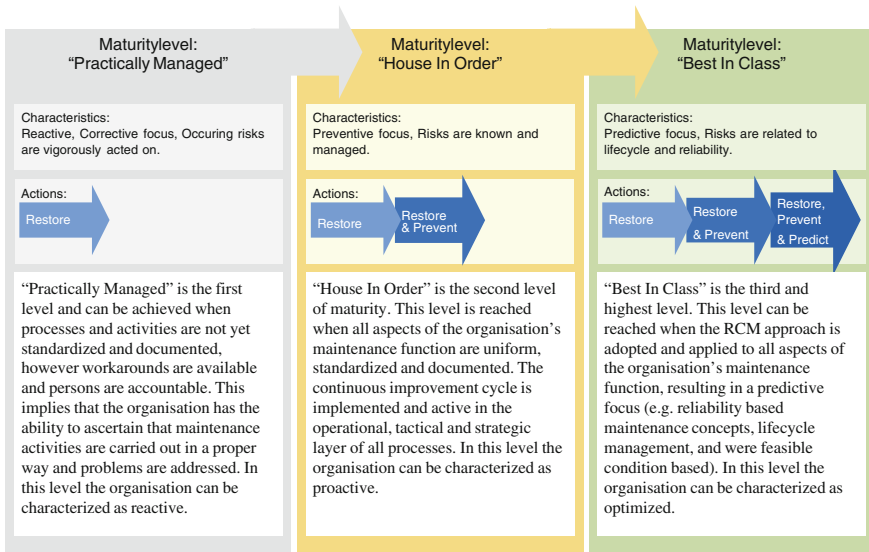 Maturitylevel:
“Practically Managed”
Characteristics:
Reactive, Corrective focus, Occuring risks
are vigorously acted on.
Actions:
Restore
“Practically Managed” is the first
level and can be achieved when
processes and activities are not yet
standardized and documented,
however workarounds are available
and persons are accountable. This
implies that the organisation has the
ability to ascertain that maintenance
activities are carried out in a proper
way and problems are addressed. In
this level the organisation can be
characterized as reactive.
Maturitylevel:
“House In Order”
Characteristics:
Preventive focus, Risks are known and
managed.
Actions:
Restore
Restore
& Prevent
“House In Order” is the second level
of maturity. This level is reached
when all aspects of the organisation’s
maintenance function are uniform,
standardized and documented. The
continuous improvement cycle is
implemented and active in the
operational, tactical and strategic
layer of all processes. In this level the
organisation can be characterized as
proactive.
Maturitylevel:
“Best In Class”
Characteristics:
Predictive focus, Risks are related to
lifecycle and reliability.
Actions:
Restore
Restore
& Prevent
Restore,
Prevent
& Predict
“Best In Class” is the third and
highest level. This level can be
reached when the RCM approach is
adopted and applied to all aspects of
the organisation’s maintenance
function, resulting in a predictive
focus (e.g. reliability based
maintenance concepts, lifecycle
management, and were feasible
condition based). In this level the
organisation can be characterized as
optimized.